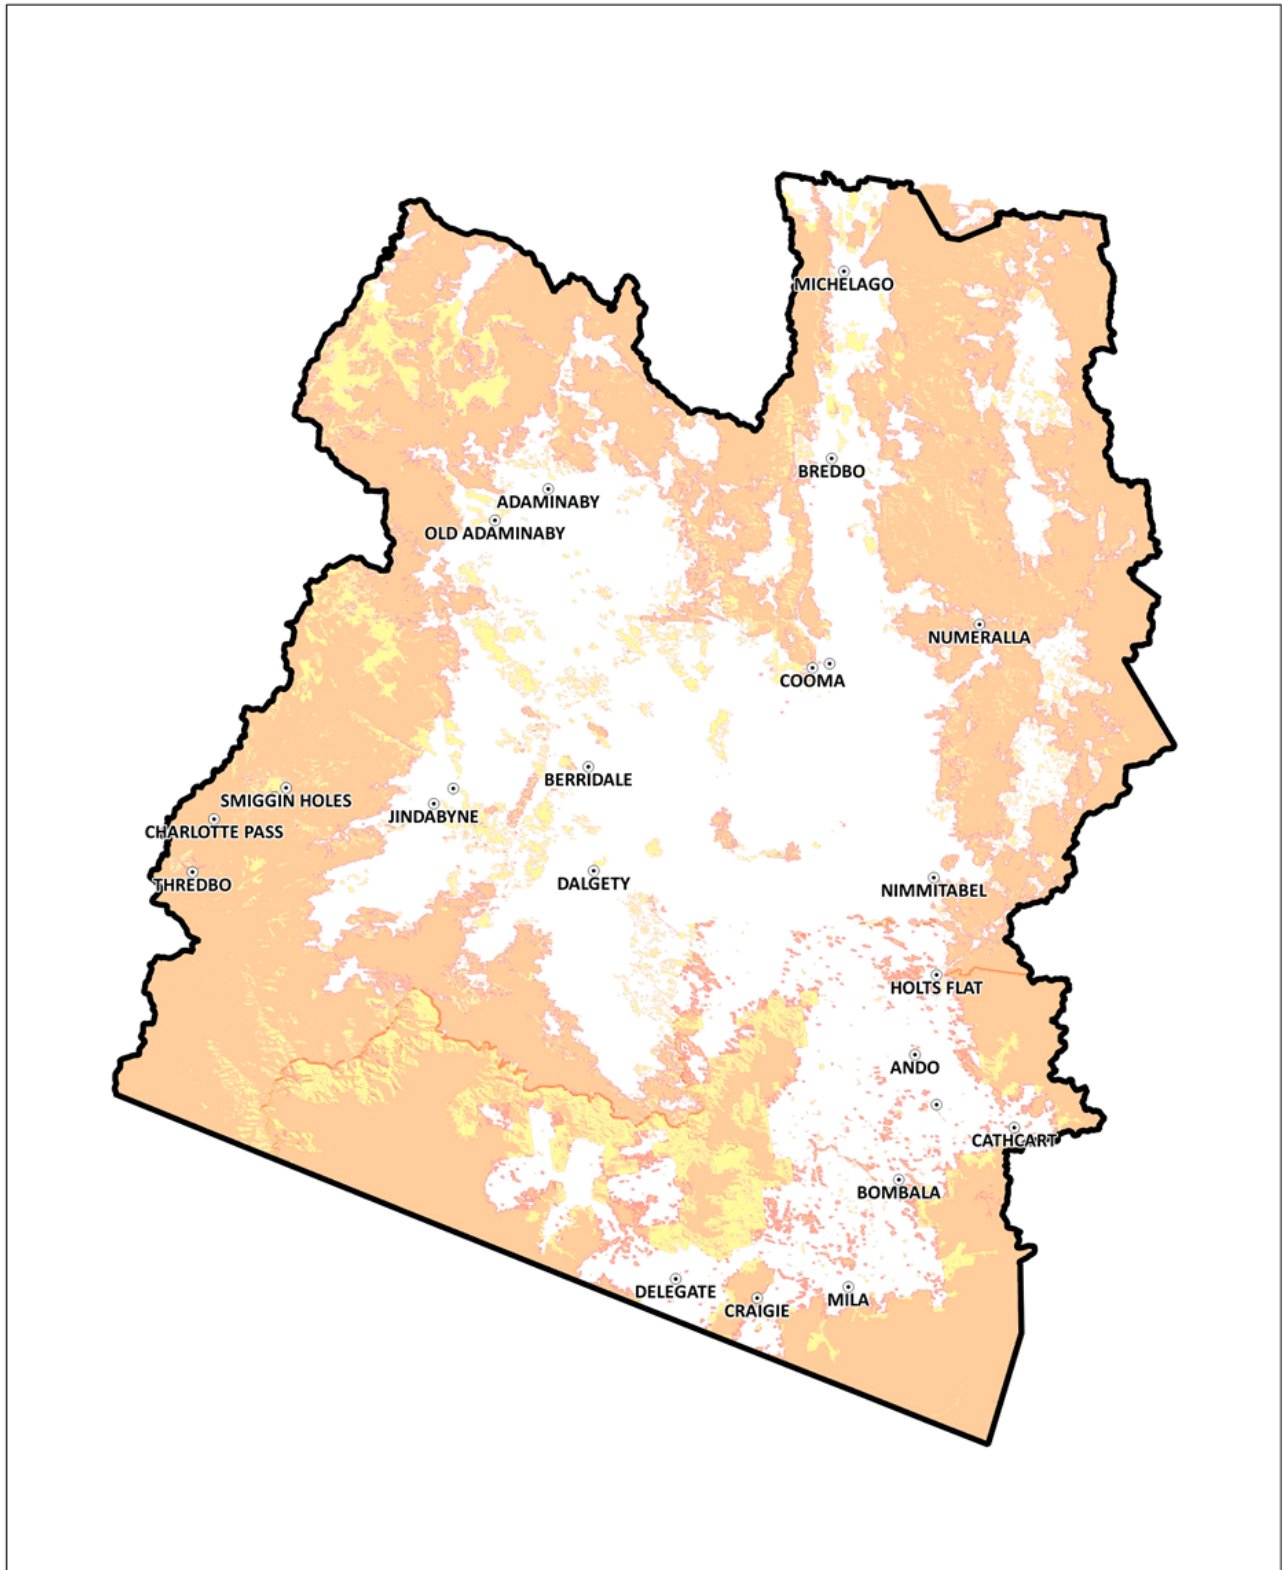 MICHELAGO
BREDBO
ADAMINABY
OLD ADAMINABY
NUMERALLA
COOMA
BERRIDALE
SMIGGIN HOLES
JINDABYNE
CHARLOTTE PASS
THREDBO
DALGETY
NIMMITABEL
HOLTS FLAT
ANDO
CATHCART
BOMBALA
DELEGATE
CRAIGIE
MILA